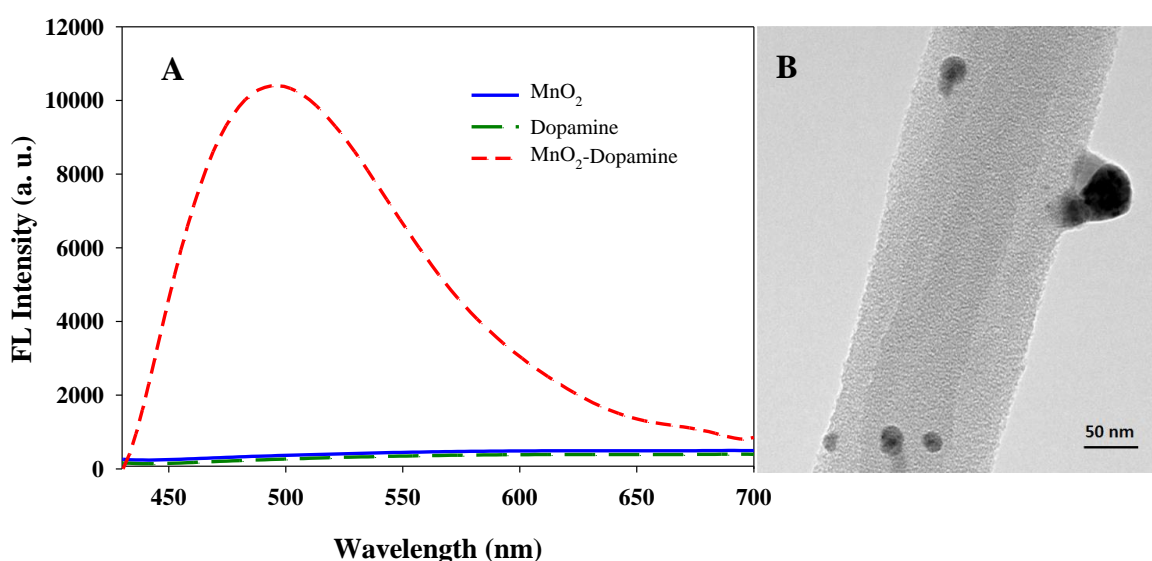 A
FL Intensity (a. u.)
12000
10000
8000
6000
4000
2000
0
MnO₂
Dopamine
MnO₂-Dopamine
450 500 550 600 650 700
Wavelength (nm)
B
50 nm